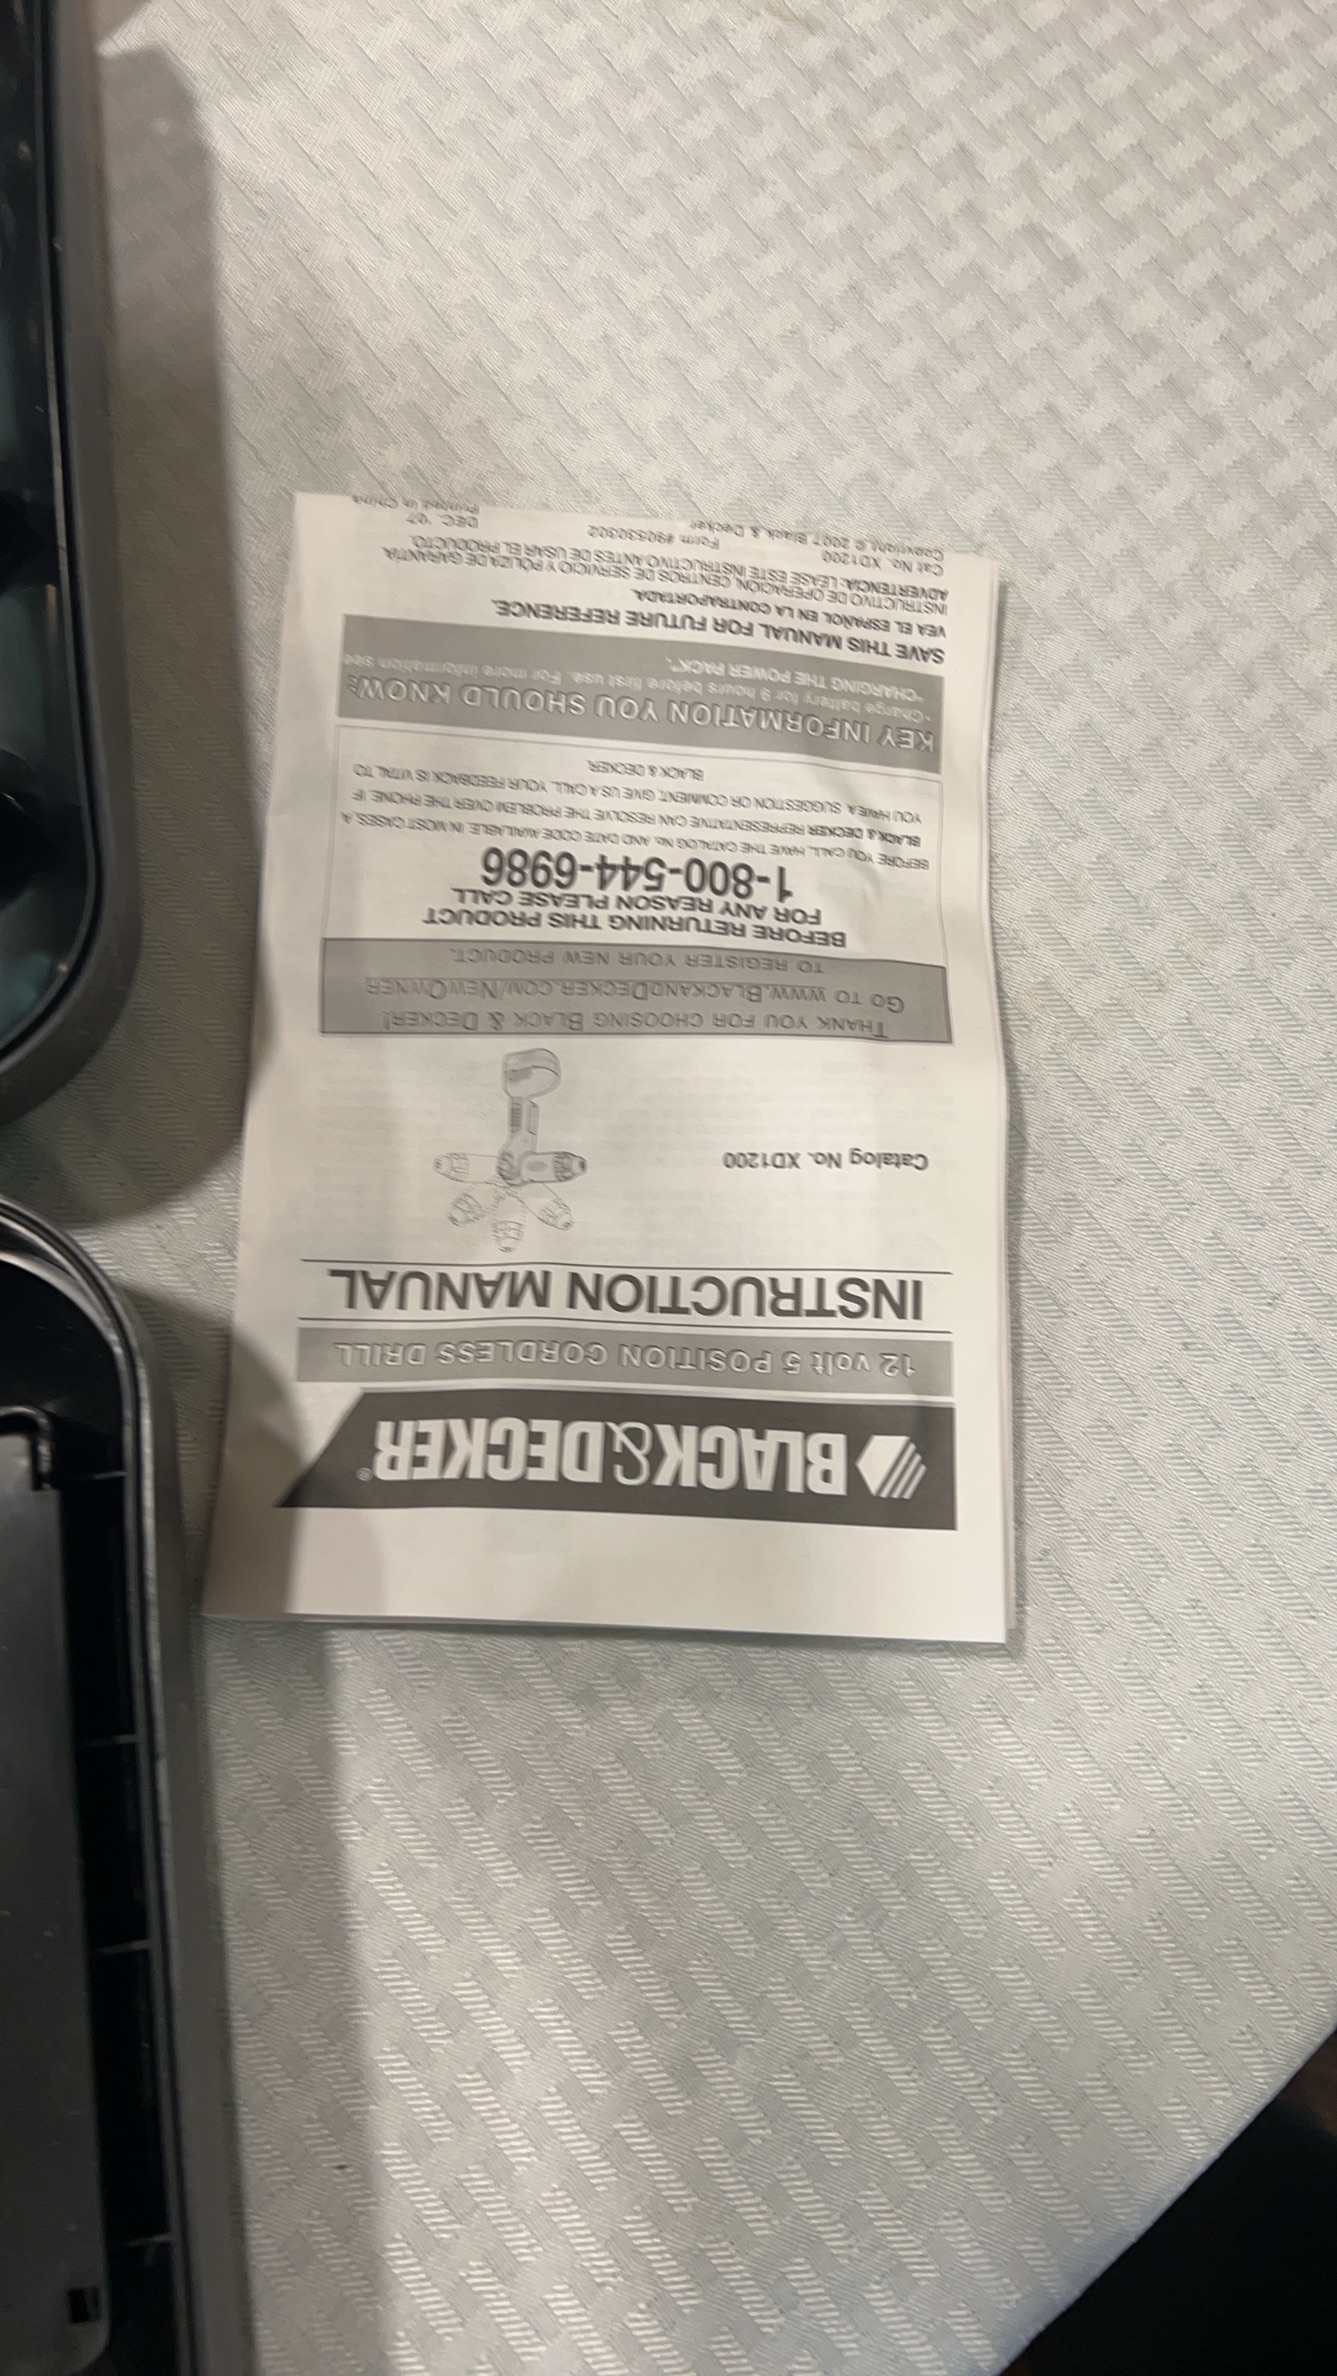 BLACK&DECKER®
12 volt 5 POSITION CORDLESS DRILL
INSTRUCTION MANUAL
Catalog No. XD1200
THANK YOU FOR CHOOSING BLACK & DECKER!
GO TO WWW.BLACKANDDECKER.COM/NEWOWNER
TO REGISTER YOUR NEW PRODUCT.
BEFORE RETURNING THIS PRODUCT
FOR ANY REASON PLEASE CALL
1-800-544-6986
BEFORE YOU CALL, HAVE THE CATALOG No. AND DATE CODE AVAILABLE. IN MOST CASES, A
BLACK & DECKER REPRESENTATIVE CAN RESOLVE THE PROBLEM OVER THE PHONE. IF
YOU HAVE A SUGGESTION OR COMMENT, GIVE US A CALL. YOUR FEEDBACK IS VITAL TO
BLACK & DECKER.
KEY INFORMATION YOU SHOULD KNOW:
•Charge battery for 9 hours before first use. For more information see
"CHARGING THE POWER PACK".
SAVE THIS MANUAL FOR FUTURE REFERENCE.
VEA EL ESPAÑOL EN LA CONTRAPORTADA.
INSTRUCTIVO DE OPERACIÓN, CENTROS DE SERVICIO Y PÓLIZA DE GARANTÍA.
ADVERTENCIA: LÉASE ESTE INSTRUCTIVO ANTES DE USAR EL PRODUCTO.
Cat No. XD1200 Form #90530302 DEC. '07
Copyright © 2007 Black & Decker Printed in China